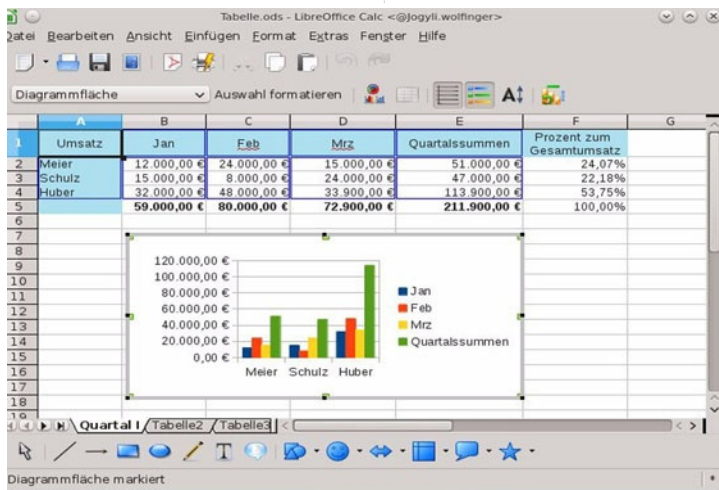 Tabelle.ods - LibreOffice Calc <@Jogyli.wolfinger>
Datei Bearbeiten Ansicht Einfügen Format Extras Fenster Hilfe
Diagrammfläche Auswahl formatieren
A B C D E F G
1 Umsatz Jan Feb Mrz Quartalssummen Prozent zum Gesamtumsatz
2 Meier 12.000,00 € 24.000,00 € 15.000,00 € 51.000,00 € 24,07%
3 Schulz 15.000,00 € 8.000,00 € 24.000,00 € 47.000,00 € 22,18%
4 Huber 32.000,00 € 48.000,00 € 33.900,00 € 113.900,00 € 53,75%
5 59.000,00 € 80.000,00 € 72.900,00 € 211.900,00 € 100,00%
6
7
8
9
10
11
12
13
14
15
16
17
18
19
120.000,00 €
100.000,00 €
80.000,00 €
60.000,00 €
40.000,00 €
20.000,00 €
0,00 €
Meier Schulz Huber
Jan
Feb
Mrz
Quartalssummen
Quartal I Tabelle2 Tabelle3
Diagrammfläche markiert